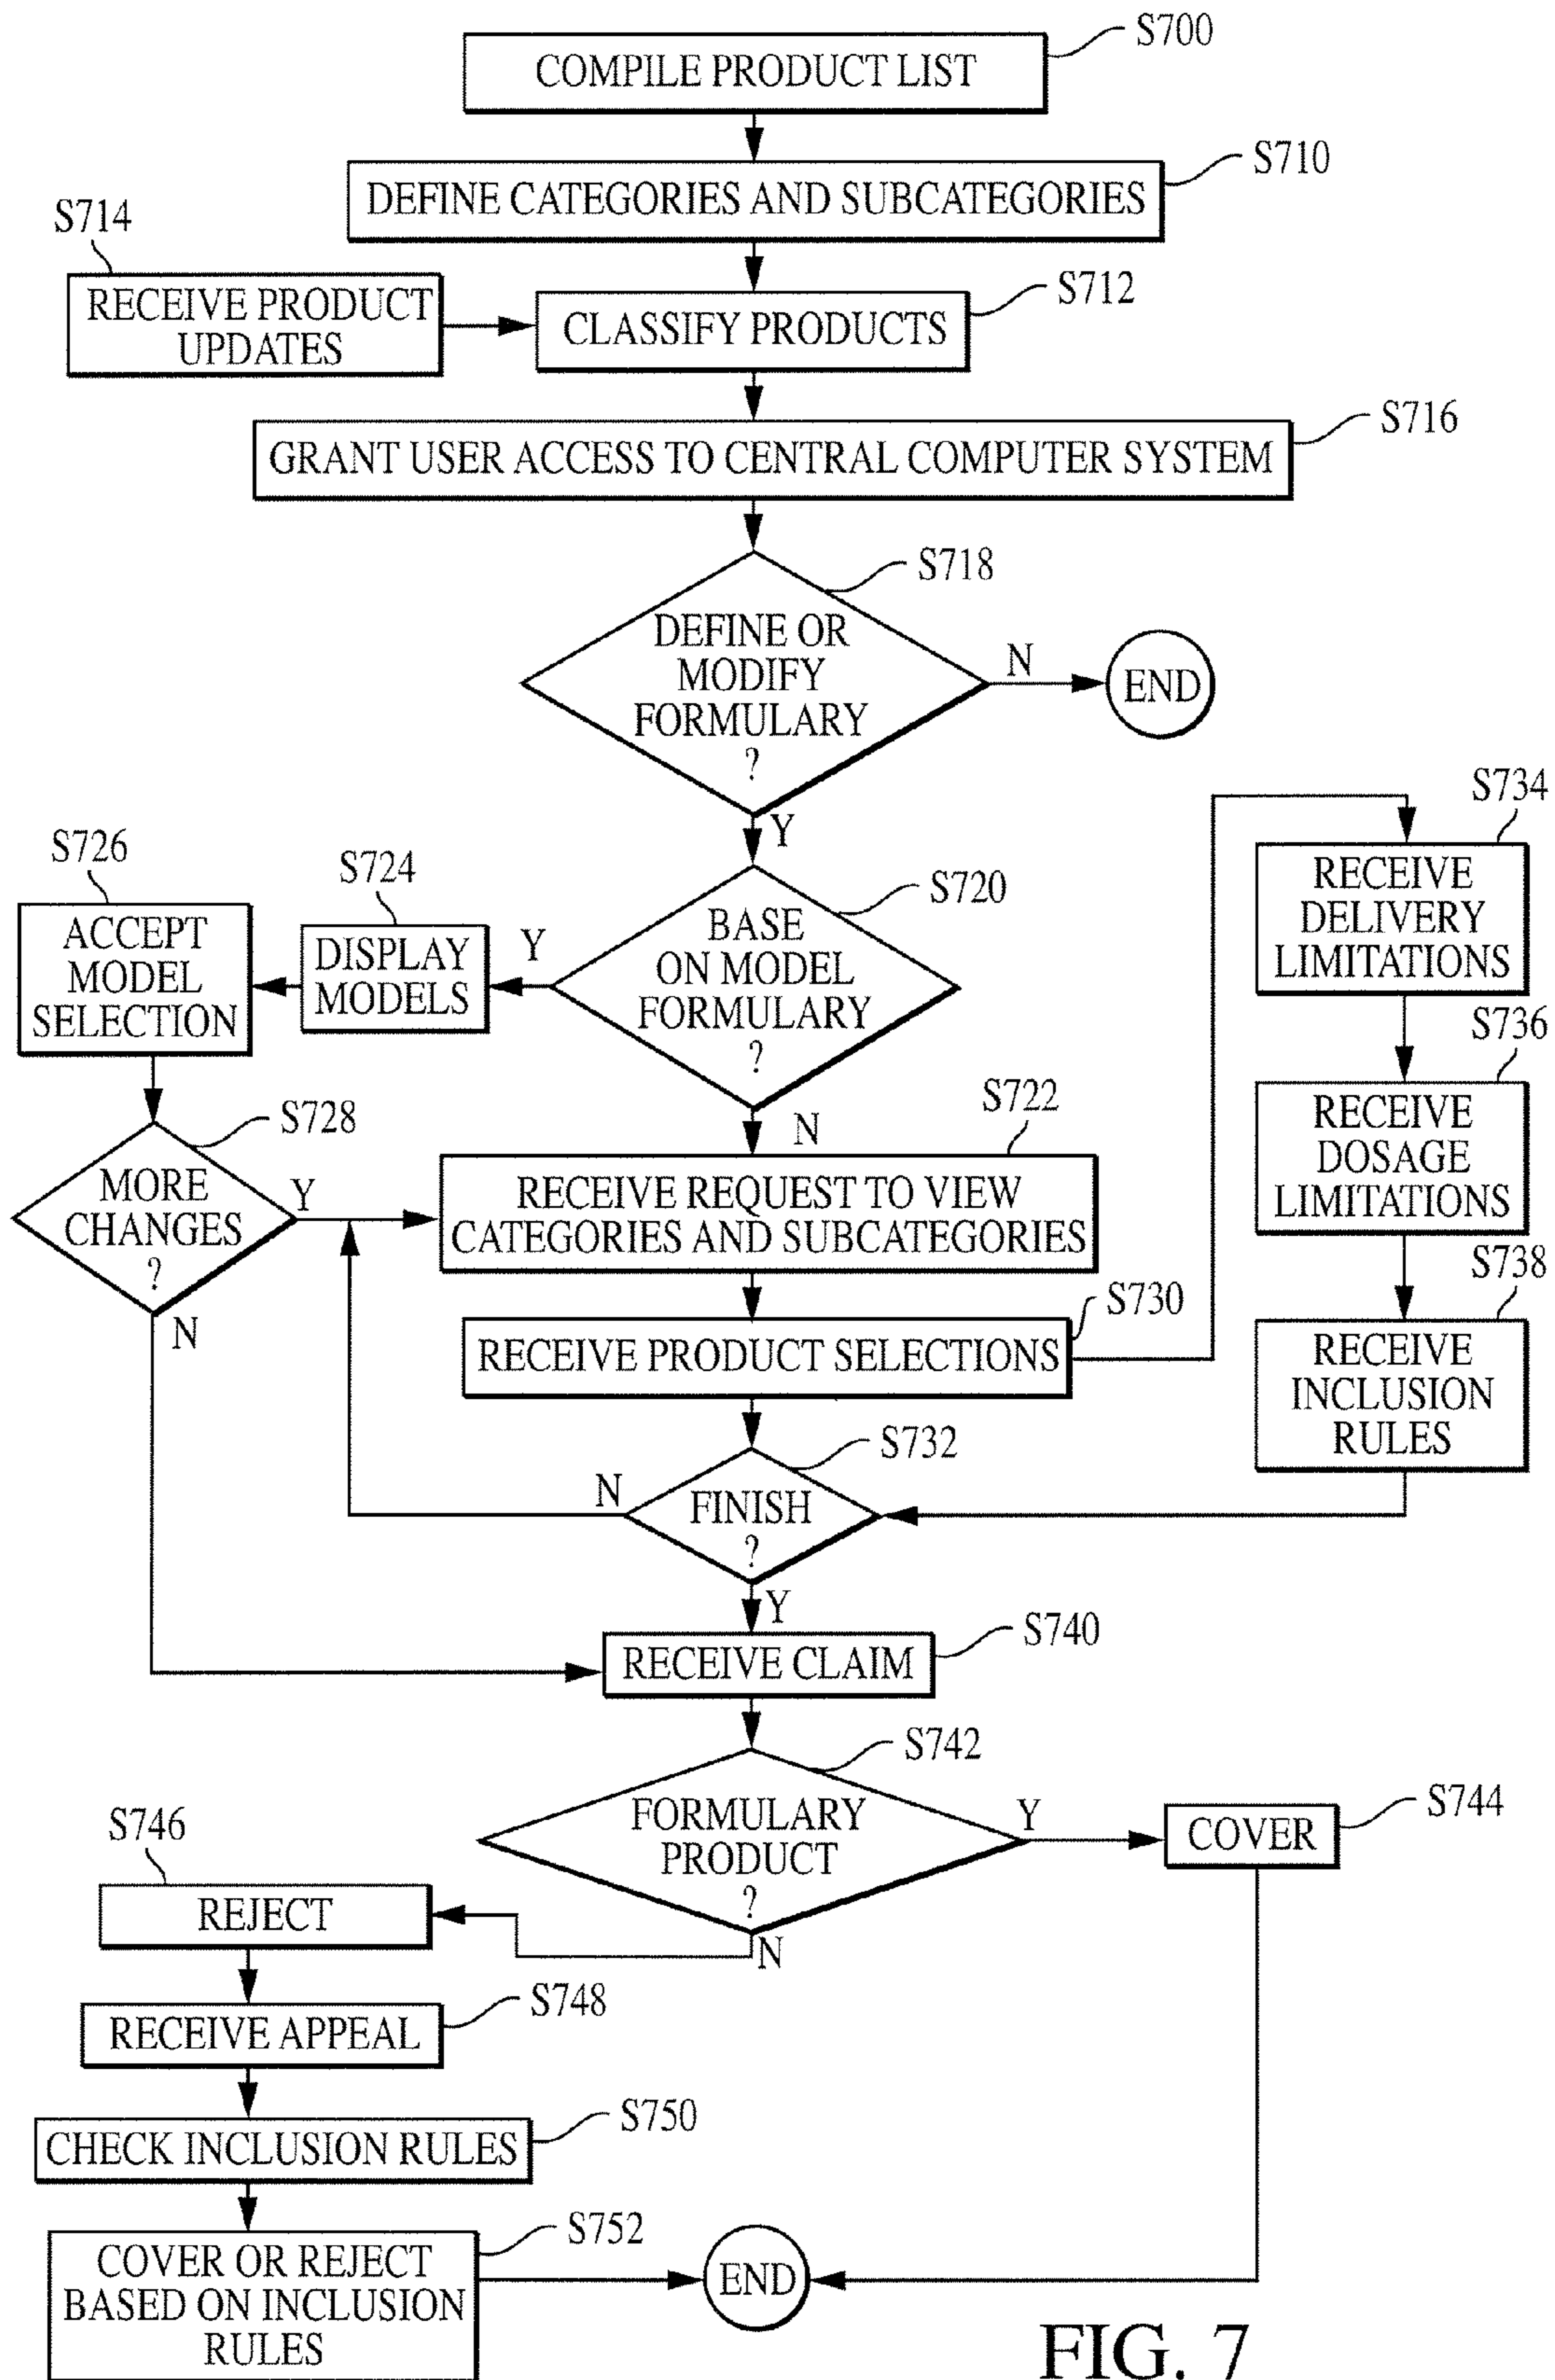 S700
COMPILE PRODUCT LIST
S710
DEFINE CATEGORIES AND SUBCATEGORIES
S714
RECEIVE PRODUCT
UPDATES
S712
CLASSIFY PRODUCTS
S716
GRANT USER ACCESS TO CENTRAL COMPUTER SYSTEM
S718
DEFINE OR
MODIFY
FORMULARY
?
N
END
Y
S720
BASE
ON MODEL
FORMULARY
?
Y
S724
DISPLAY
MODELS
S726
ACCEPT
MODEL
SELECTION
S728
MORE
CHANGES
?
Y
N
N
S722
RECEIVE REQUEST TO VIEW
CATEGORIES AND SUBCATEGORIES
S730
RECEIVE PRODUCT SELECTIONS
S734
RECEIVE
DELIVERY
LIMITATIONS
S736
RECEIVE
DOSAGE
LIMITATIONS
S738
RECEIVE
INCLUSION
RULES
S732
FINISH
?
N
Y
S740
RECEIVE CLAIM
S742
FORMULARY
PRODUCT
?
Y
S744
COVER
N
S746
REJECT
S748
RECEIVE APPEAL
S750
CHECK INCLUSION RULES
S752
COVER OR REJECT
BASED ON INCLUSION
RULES
END
FIG. 7